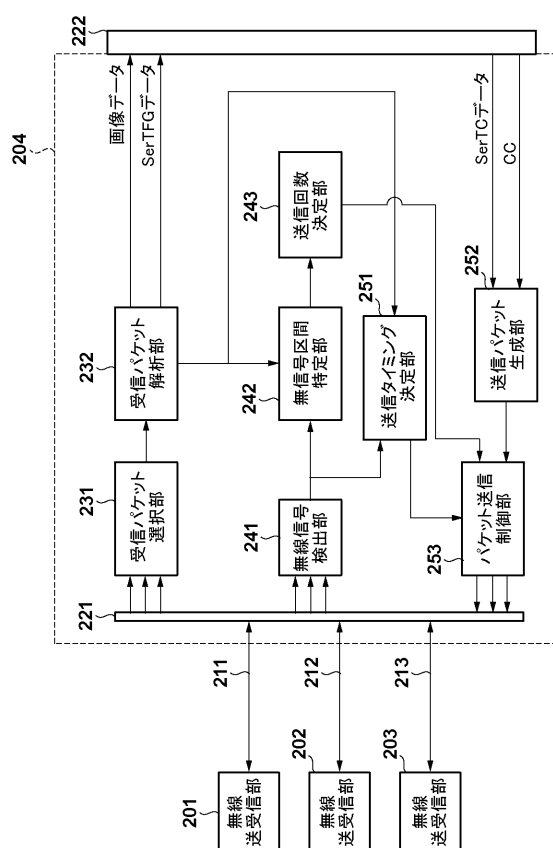 204
222
画像データ
SerTFGデータ
232
受信パケット
解析部
231
受信パケット
選択部
243
送信回数
決定部
242
無信号区間
特定部
241
無線信号
検出部
251
送信タイミング
決定部
SerTCデータ
CC
252
送信パケット
生成部
253
パケット送信
制御部
221
211
212
213
201
無線
送受信部
202
無線
送受信部
203
無線
送受信部